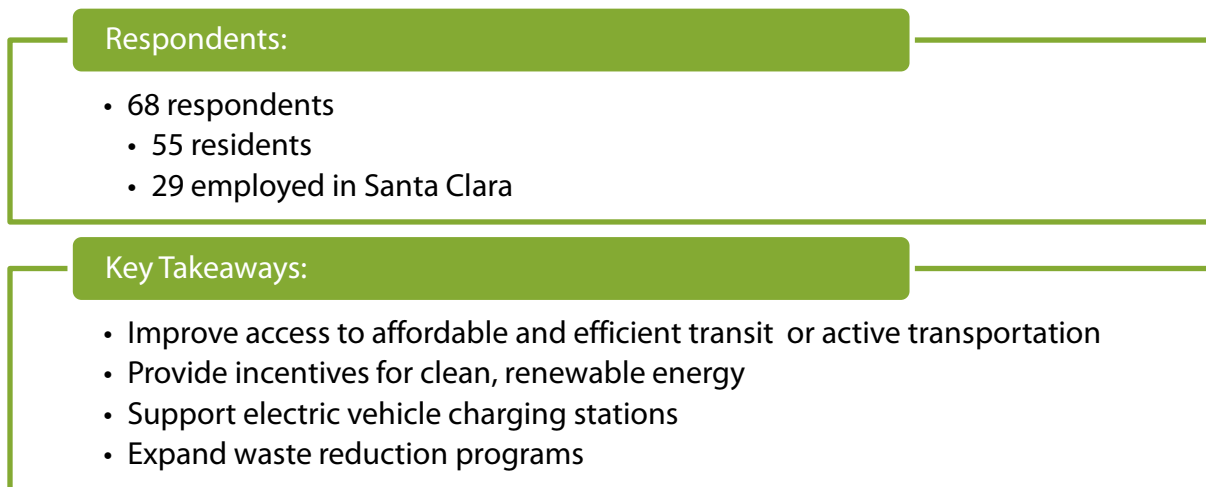 Respondents:
• 68 respondents
• 55 residents
• 29 employed in Santa Clara
Key Takeaways:
• Improve access to affordable and efficient transit or active transportation
• Provide incentives for clean, renewable energy
• Support electric vehicle charging stations
• Expand waste reduction programs